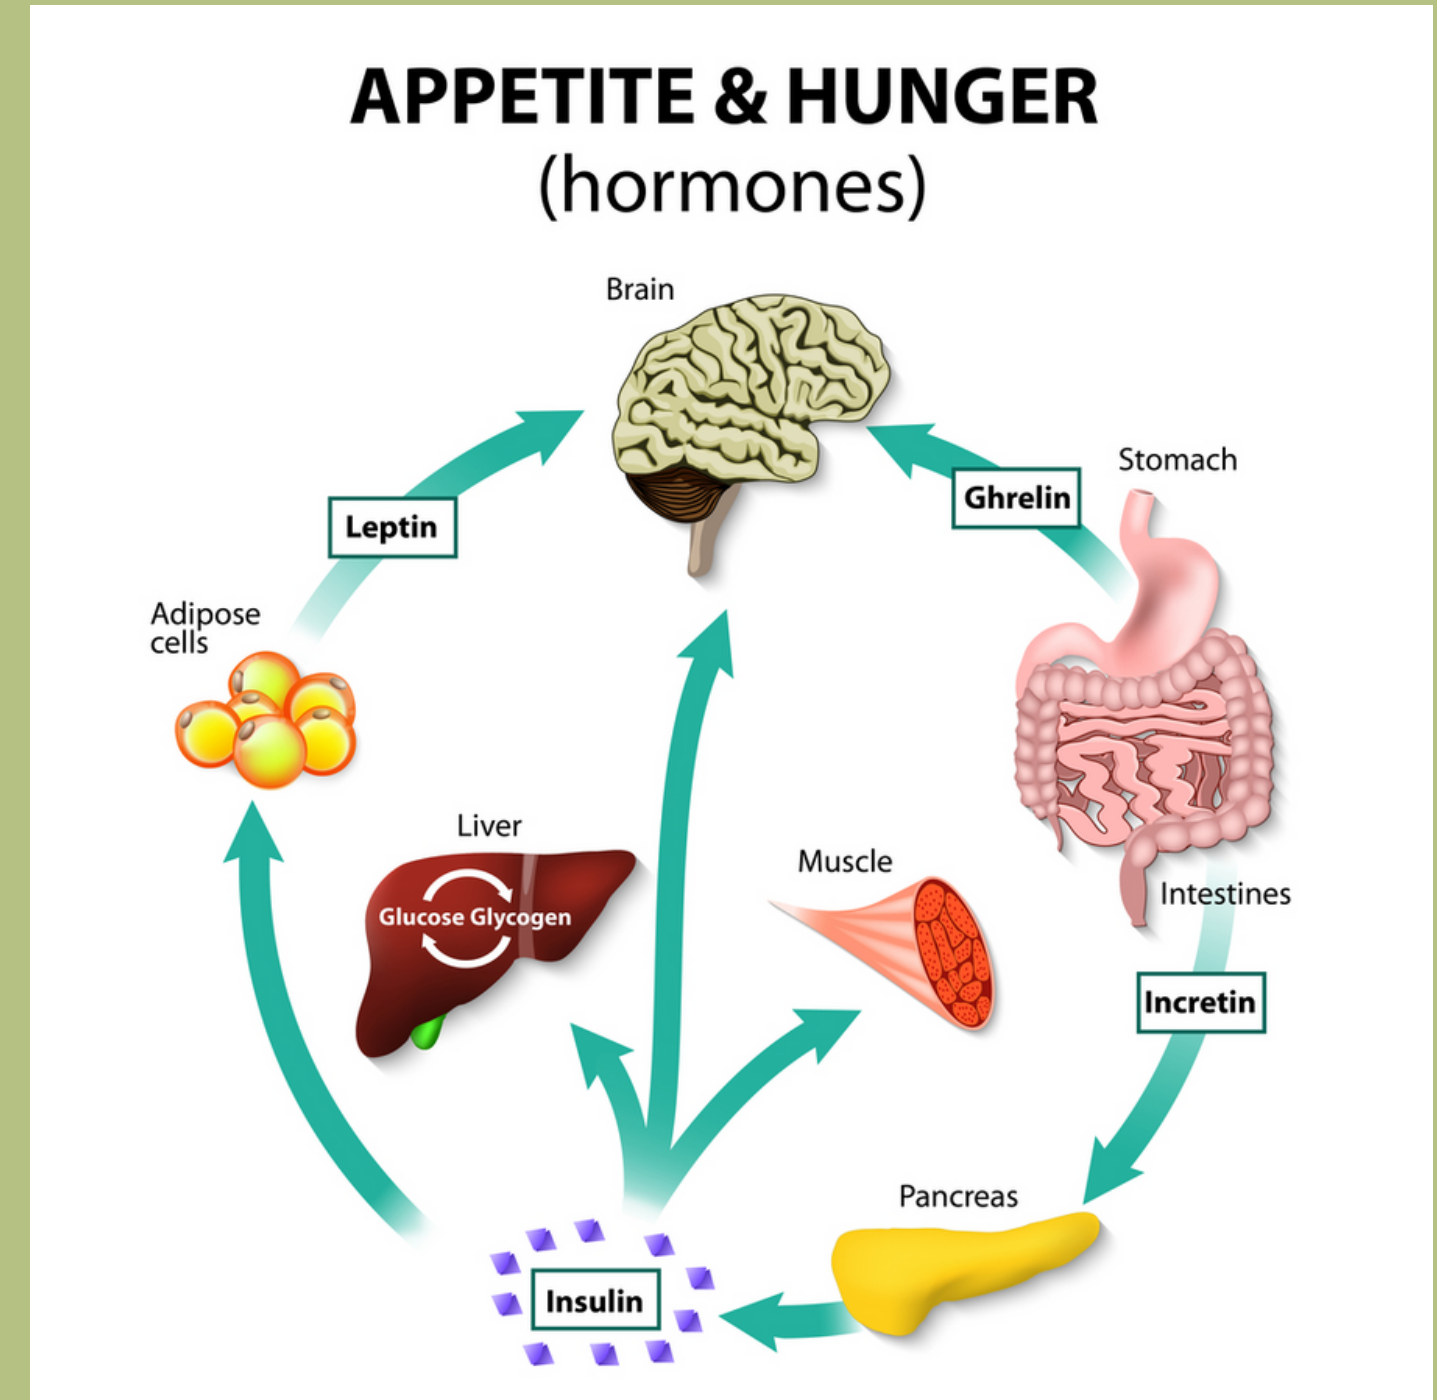 APPETITE & HUNGER
(hormones)
Brain
Stomach
Ghrelin
Leptin
Adipose
cells
Liver
Glucose Glycogen
Muscle
Intestines
Incretin
Pancreas
Insulin